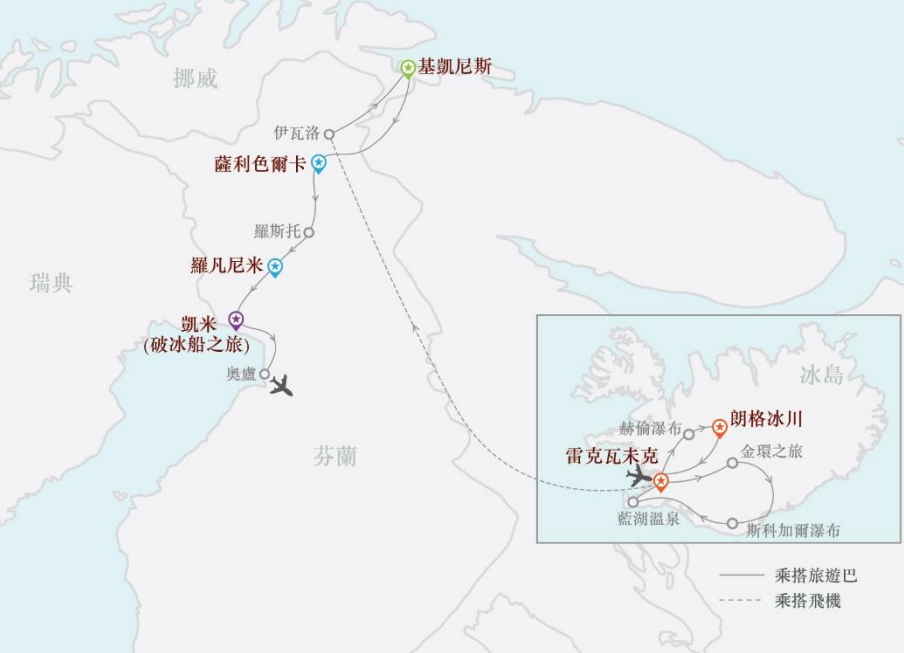 基凱尼斯
挪威
伊瓦洛
薩利色爾卡
羅斯托
羅凡尼米
瑞典
凱米
(破冰船之旅)
奧盧
芬蘭
冰島
朗格冰川
赫倫瀑布
金環之旅
雷克瓦未克
藍湖溫泉
斯科加爾瀑布
乘搭旅遊巴
乘搭飛機